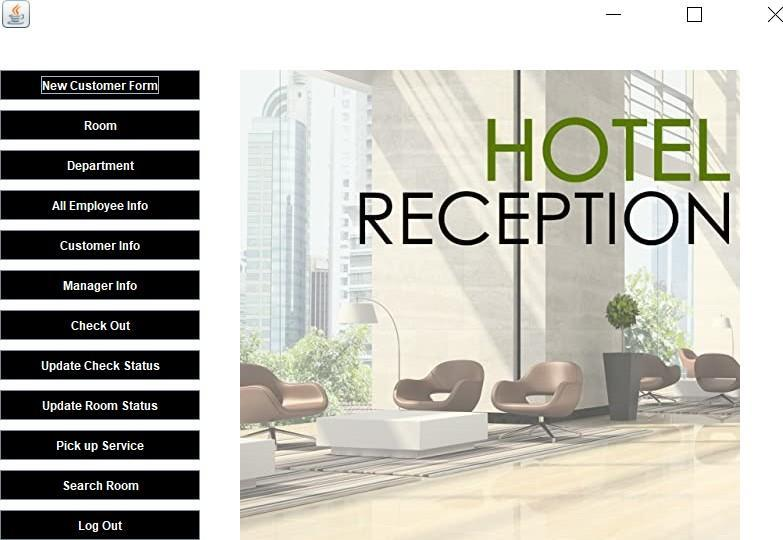 New Customer Form
Room
Department
All Employee Info
Customer Info
Manager Info
Check Out
Update Check Status
Update Room Status
Pick up Service
Search Room
Log Out
HOTEL
RECEPTION